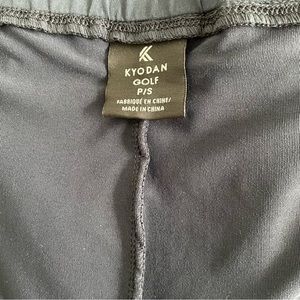 K
KYODAN
GOLF
P/S
FABRIQUÉ EN CHINE/
MADE IN CHINA